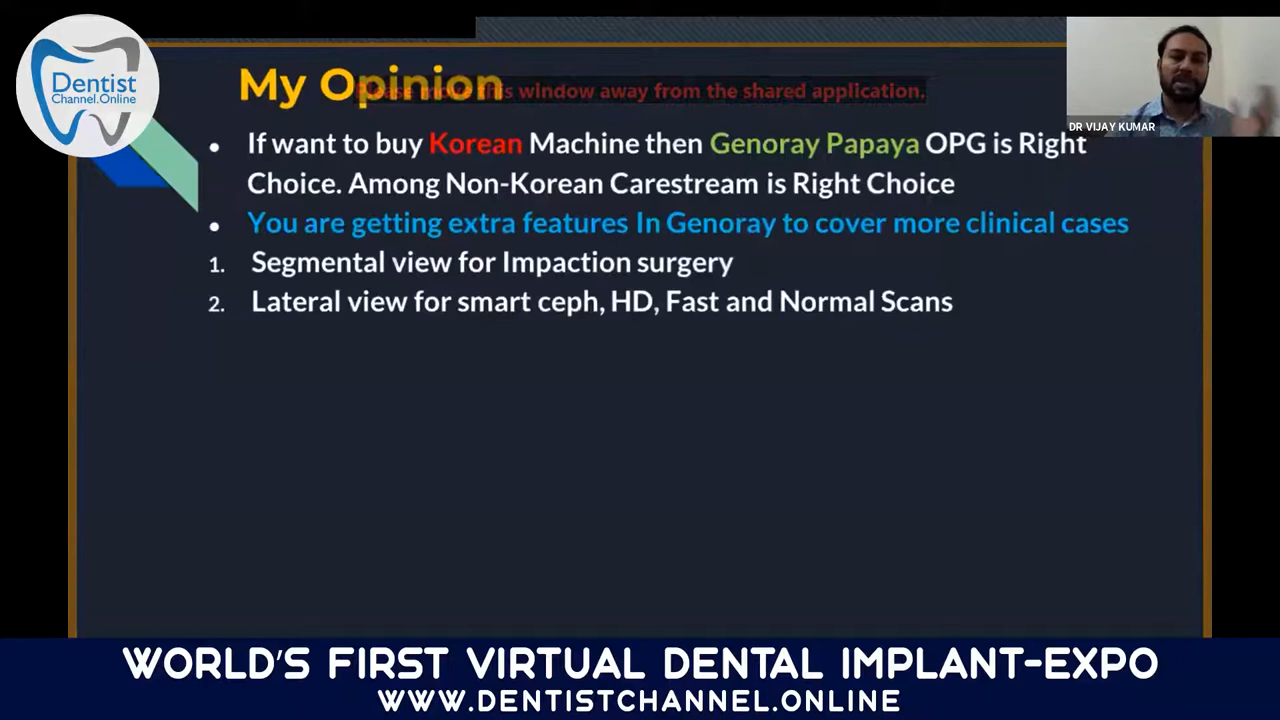 Dentist
Channel.Online
My Opinion
Please move this window away from the shared application.
DR VIJAY KUMAR
• If want to buy Korean Machine then Genoray Papaya OPG is Right
Choice. Among Non-Korean Carestream is Right Choice
• You are getting extra features In Genoray to cover more clinical cases
1. Segmental view for Impaction surgery
2. Lateral view for smart ceph, HD, Fast and Normal Scans
WORLD'S FIRST VIRTUAL DENTAL IMPLANT-EXPO
WWW.DENTISTCHANNEL.ONLINE